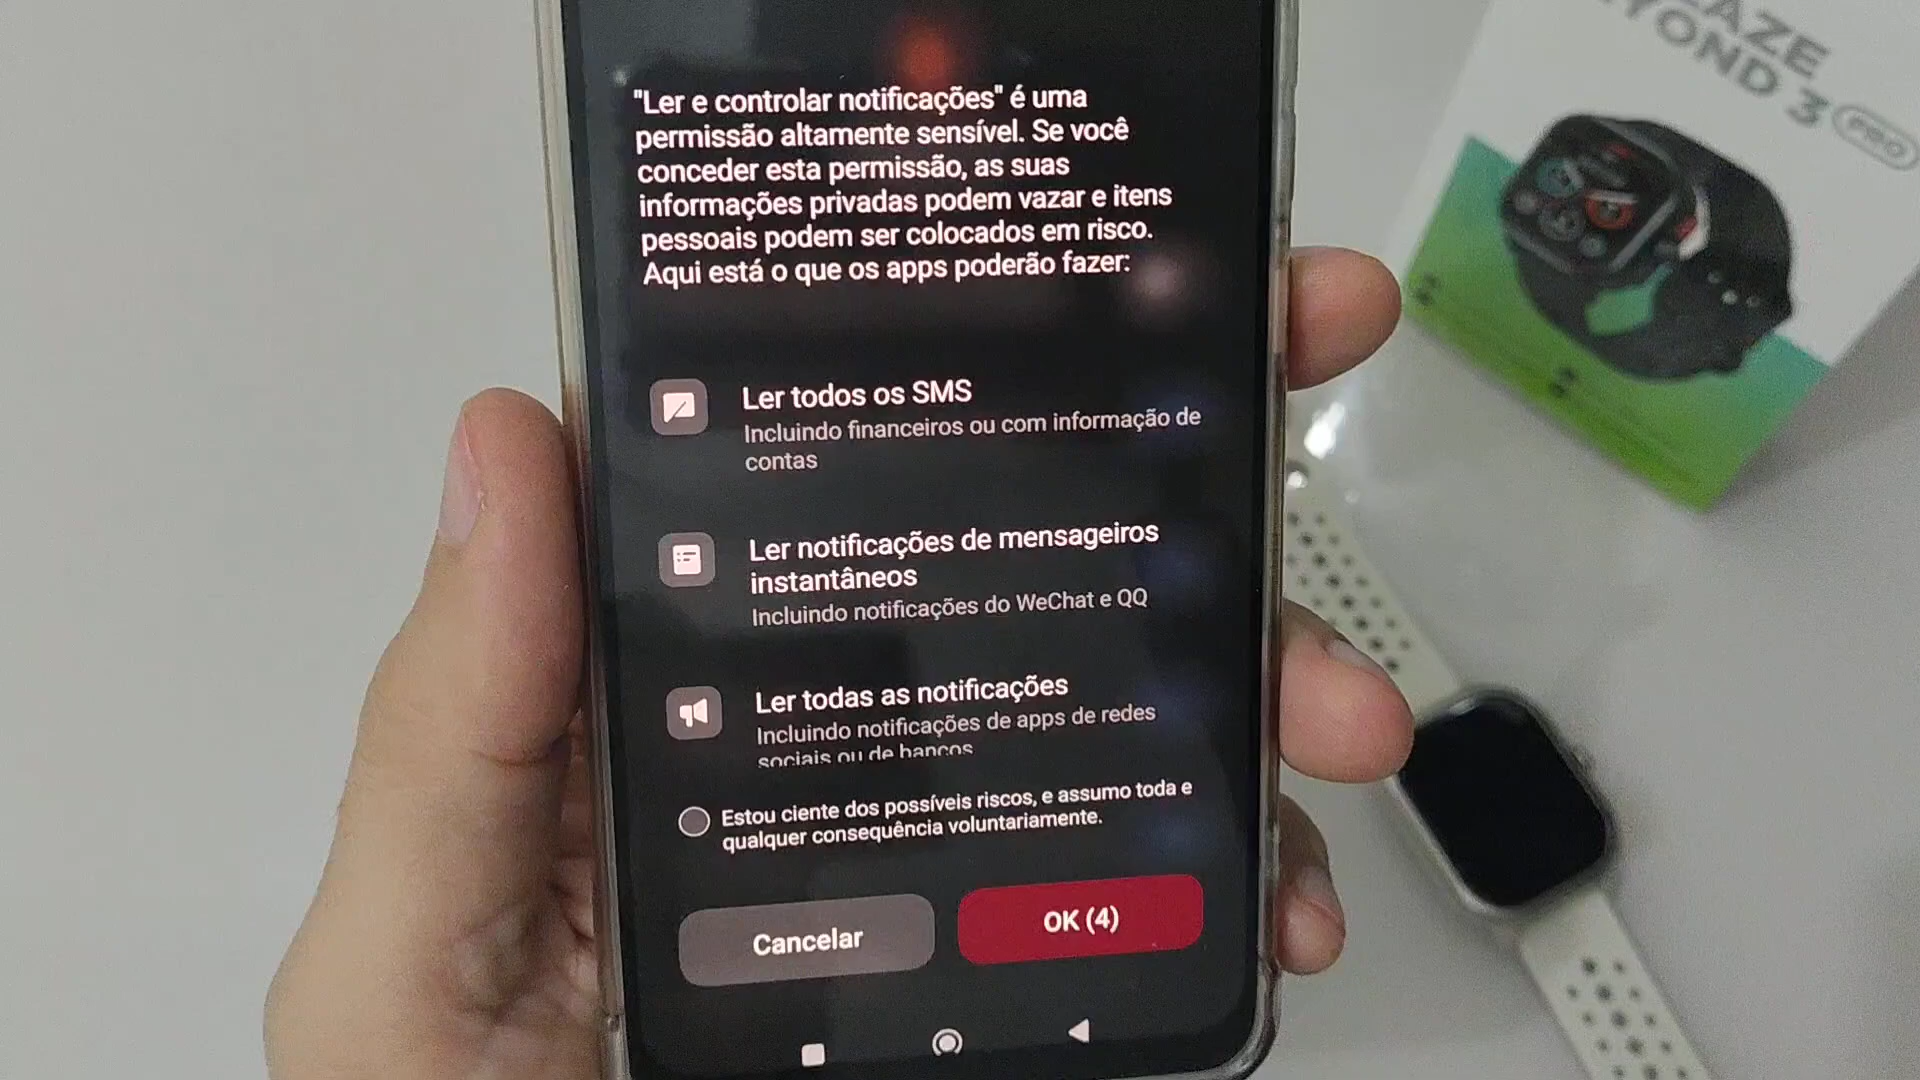 "Ler e controlar notificações" é uma
permissão altamente sensível. Se você
conceder esta permissão, as suas
informações privadas podem vazar e itens
pessoais podem ser colocados em risco.
Aqui está o que os apps poderão fazer:
Ler todos os SMS
Incluindo financeiros ou com informação de
contas
Ler notificações de mensageiros
instantâneos
Incluindo notificações do WeChat e QQ
Ler todas as notificações
Incluindo notificações de apps de redes
sociais ou de bancos
Estou ciente dos possíveis riscos, e assumo toda e
qualquer consequência voluntariamente.
Cancelar
OK (4)
3 PRO